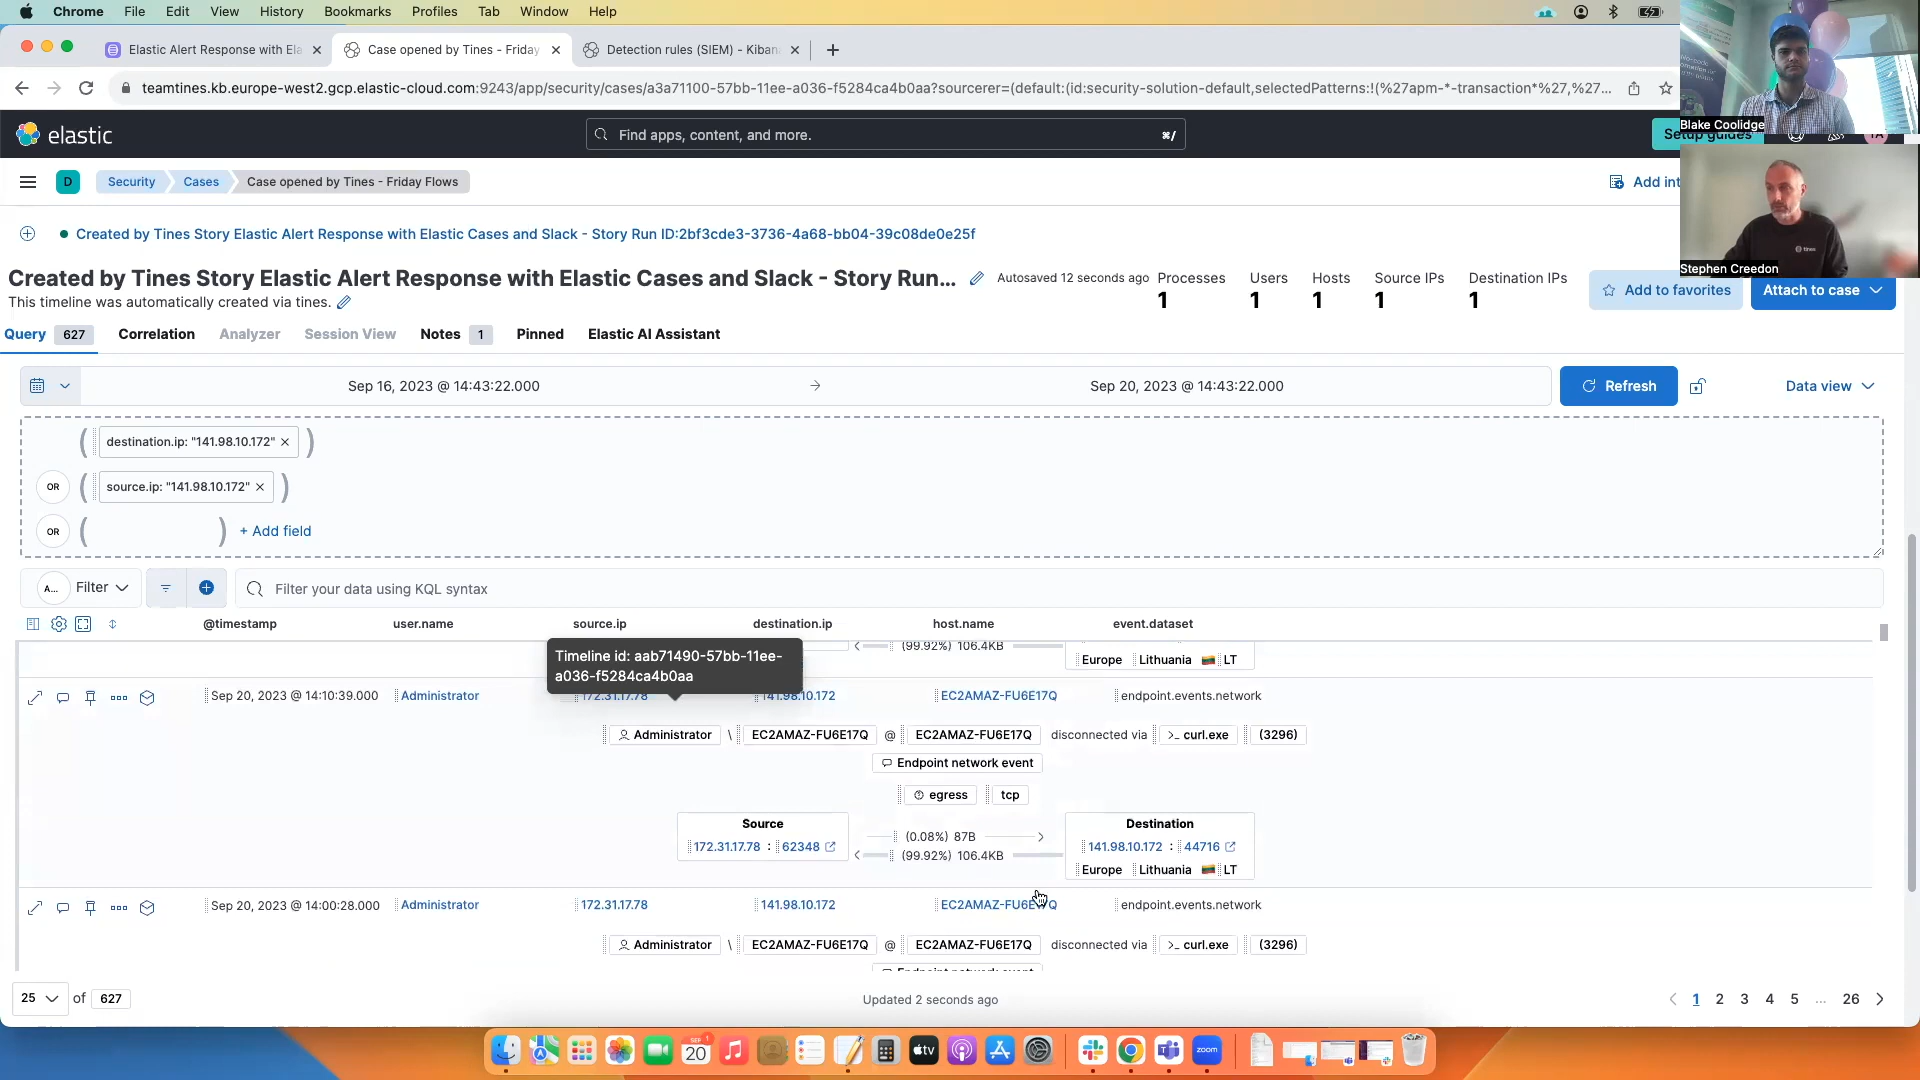 Chrome File Edit View History Bookmarks Profiles Tab Window Help
Elastic Alert Response with Ela
Case opened by Tines - Friday
Detection rules (SIEM) - Kiban
teamtines.kb.europe-west2.gcp.elastic-cloud.com:9243/app/security/cases/a3a71100-57bb-11ee-a036-f5284ca4b0aa?sourcerer=(default:(id:security-solution-default,selectedPatterns:!(%27apm-*-transaction*%27,%27...
elastic
Find apps, content, and more.
⌘/
Setup guides
Blake Coolidge
D
Security
Cases
Case opened by Tines - Friday Flows
Add int
tines
Stephen Creedon
Created by Tines Story Elastic Alert Response with Elastic Cases and Slack - Story Run ID:2bf3cde3-3736-4a68-bb04-39c08de0e25f
Created by Tines Story Elastic Alert Response with Elastic Cases and Slack - Story Run...
Autosaved 12 seconds ago
Processes Users Hosts Source IPs Destination IPs
1 1 1 1 1
Add to favorites
Attach to case
This timeline was automatically created via tines.
Query 627 Correlation Analyzer Session View Notes 1 Pinned Elastic AI Assistant
Sep 16, 2023 @ 14:43:22.000 → Sep 20, 2023 @ 14:43:22.000
Refresh
Data view
( destination.ip: "141.98.10.172" × )
OR ( source.ip: "141.98.10.172" × )
OR ( ) + Add field
A... Filter
Filter your data using KQL syntax
@timestamp user.name source.ip destination.ip host.name event.dataset
(99.92%) 106.4KB
Europe Lithuania LT
Timeline id: aab71490-57bb-11ee-
a036-f5284ca4b0aa
Sep 20, 2023 @ 14:10:39.000 Administrator 172.31.17.78 141.98.10.172 EC2AMAZ-FU6E17Q endpoint.events.network
Administrator \ EC2AMAZ-FU6E17Q @ EC2AMAZ-FU6E17Q disconnected via >_ curl.exe (3296)
Endpoint network event
egress tcp
Source
172.31.17.78 : 62348
(0.08%) 87B
(99.92%) 106.4KB
Destination
141.98.10.172 : 44716
Europe Lithuania LT
Sep 20, 2023 @ 14:00:28.000 Administrator 172.31.17.78 141.98.10.172 EC2AMAZ-FU6E17Q endpoint.events.network
Administrator \ EC2AMAZ-FU6E17Q @ EC2AMAZ-FU6E17Q disconnected via >_ curl.exe (3296)
Endpoint network event
25 of 627
Updated 2 seconds ago
1 2 3 4 5 ... 26
SEP
20
tv
zoom